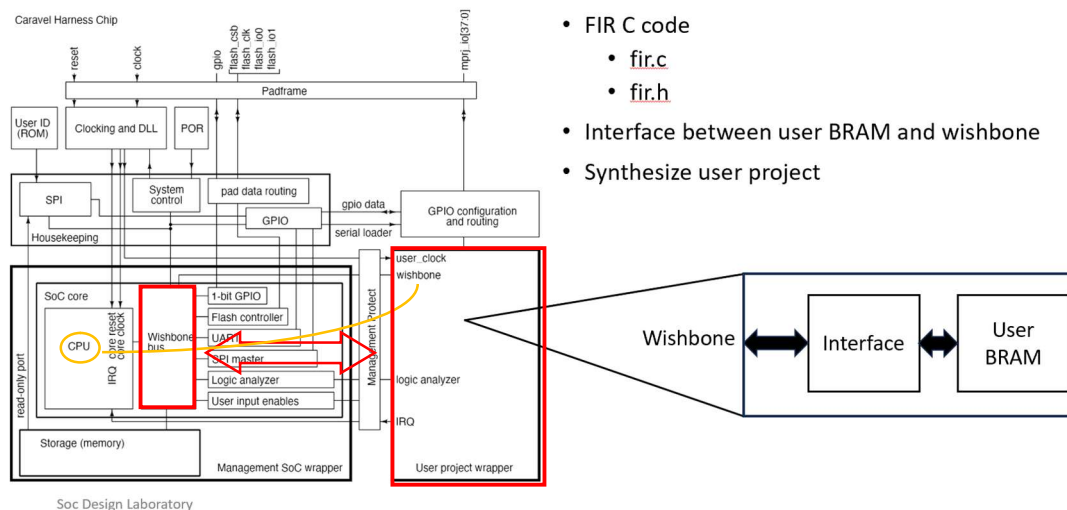 Caravel Harness Chip
reset
clock
gpio
flash_csb
flash_clk
flash_io0
flash_io1
mprj_io[37:0]
Padframe
User ID
(ROM)
Clocking and DLL
POR
SPI
System
control
pad data routing
GPIO
Housekeeping
gpio data
serial loader
GPIO configuration
and routing
user_clock
wishbone
SoC core
CPU
core reset
core clock
IRQ
Wishbone
bus
1-bit GPIO
Flash controller
UART
SPI master
Logic analyzer
User input enables
Management Protect
logic analyzer
IRQ
read-only port
Storage (memory)
Management SoC wrapper
User project wrapper
Soc Design Laboratory
• FIR C code
• fir.c
• fir.h
• Interface between user BRAM and wishbone
• Synthesize user project
Wishbone
Interface
User
BRAM